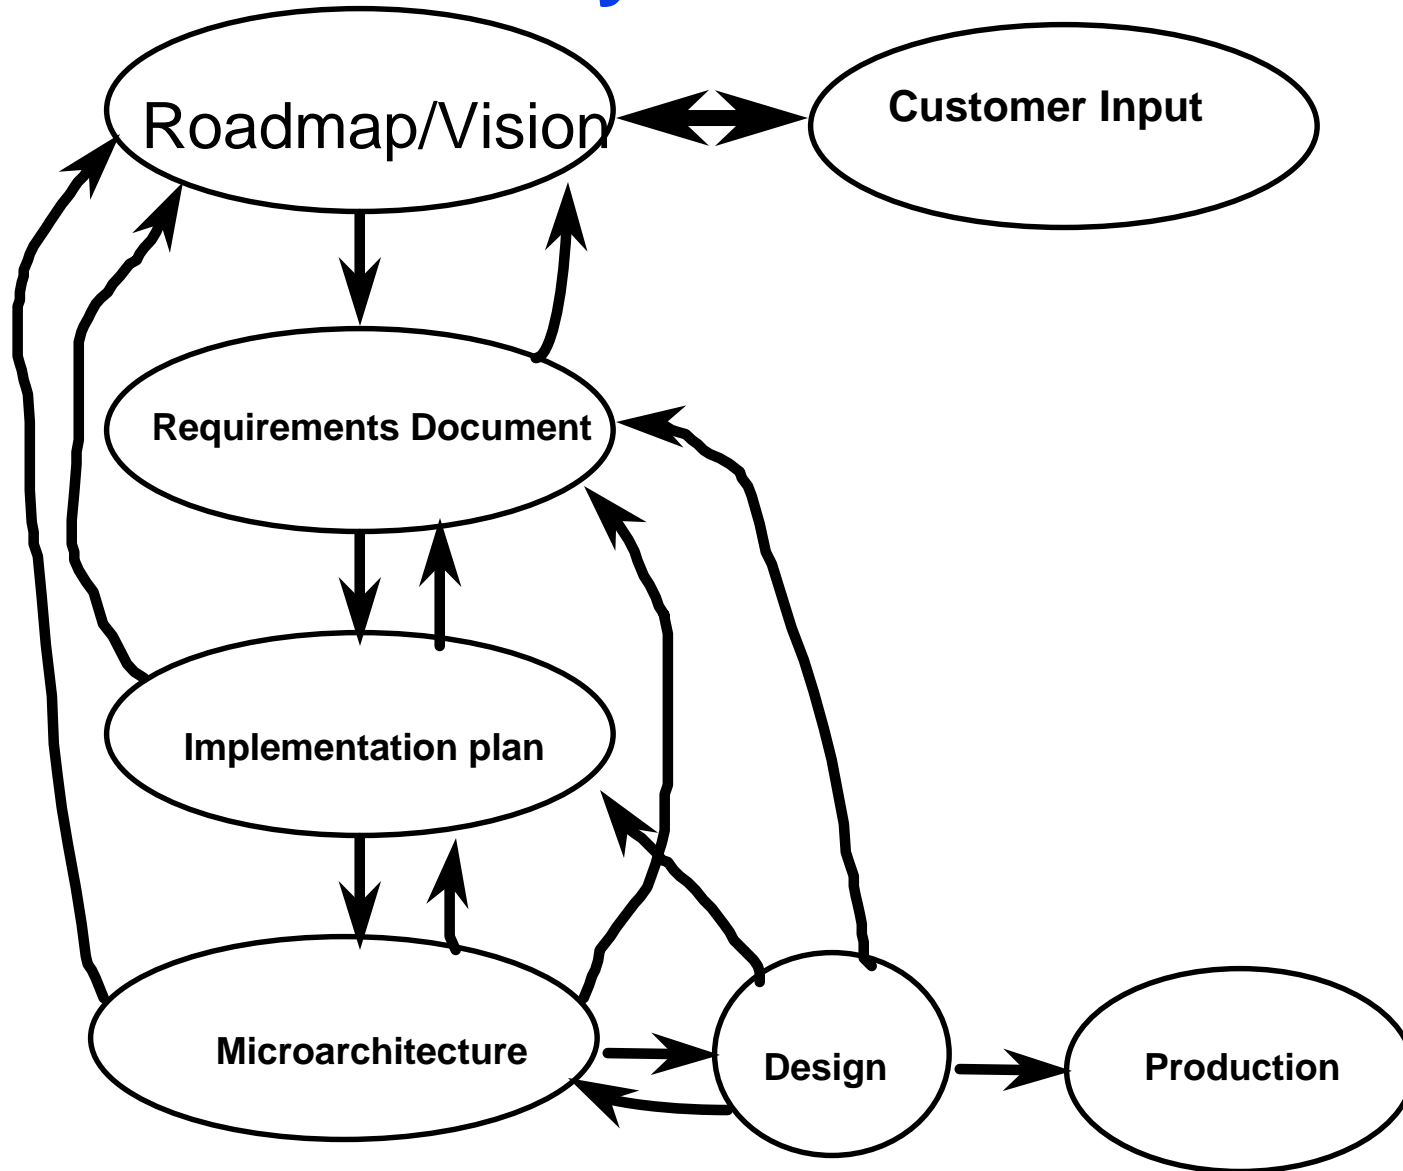 Roadmap/Vision
Customer Input
Requirements Document
Implementation plan
Microarchitecture
Design
Production